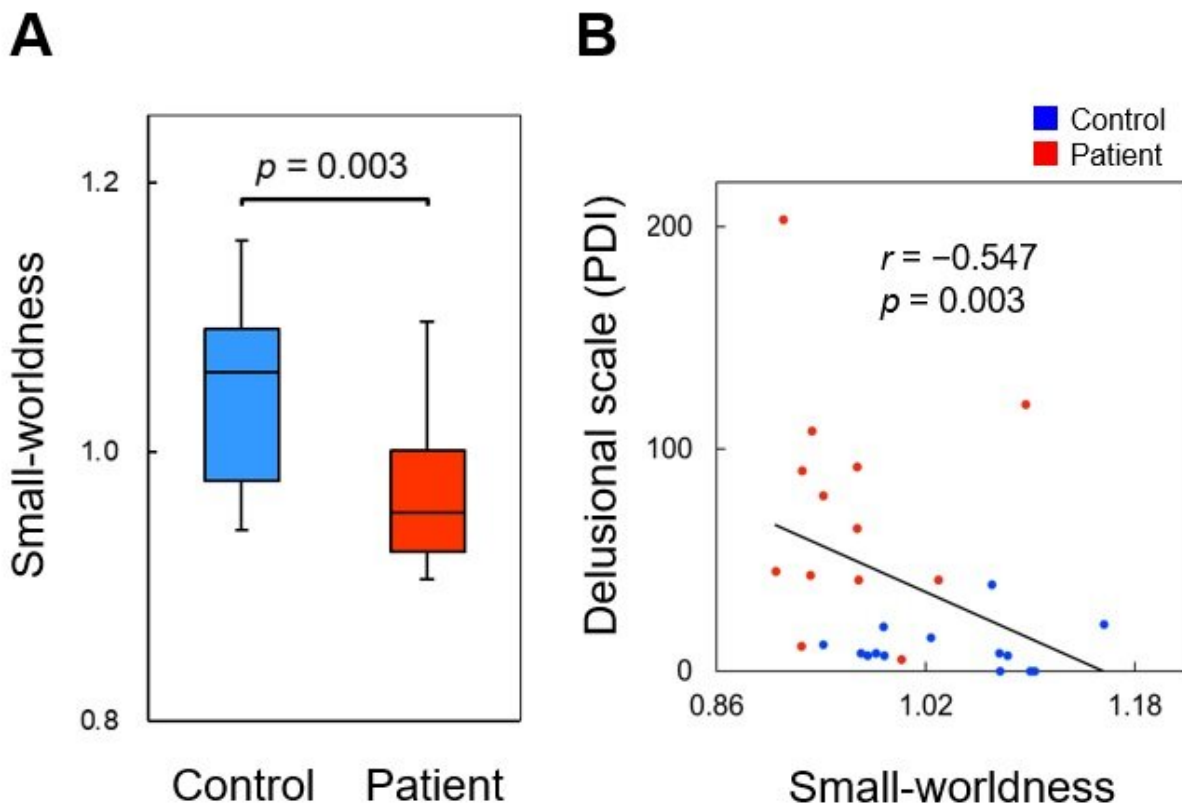 A
p = 0.003
1.2
1.0
0.8
Small-worldness
Control
Patient
B
Control
Patient
r = −0.547
p = 0.003
200
100
0
Delusional scale (PDI)
0.86
1.02
1.18
Small-worldness